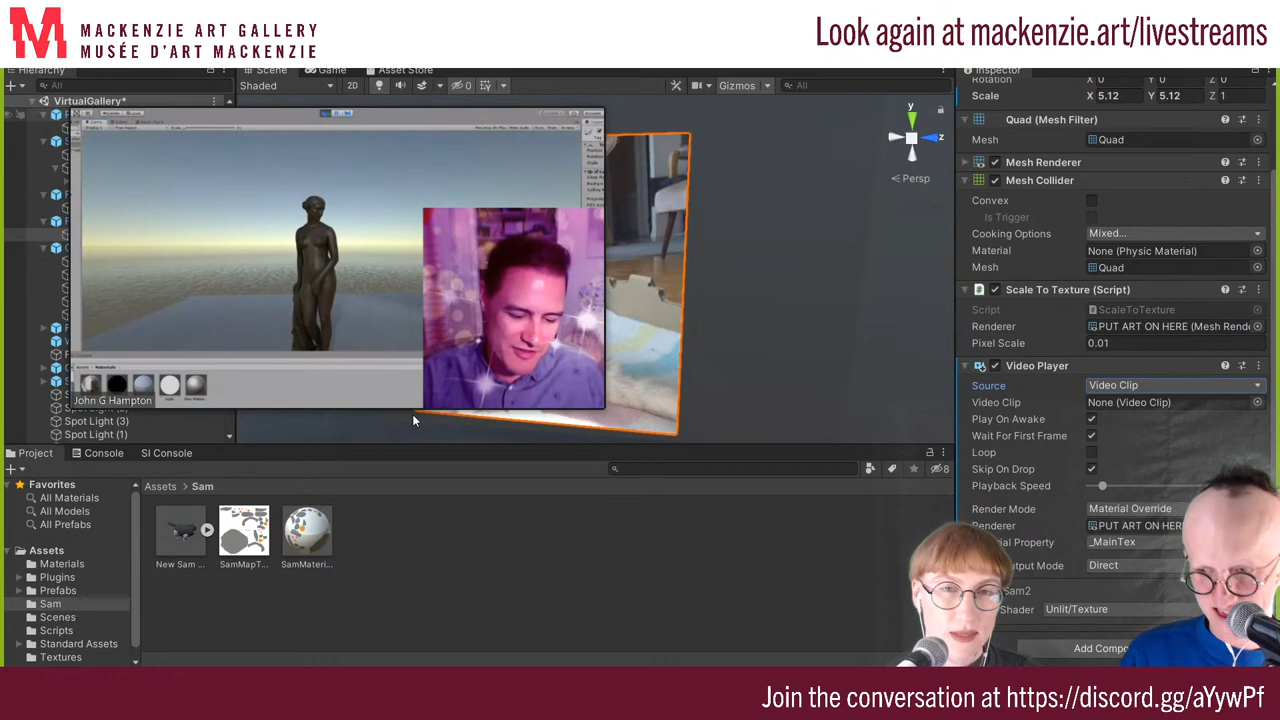 MACKENZIE ART GALLERY
MUSÉE D'ART MACKENZIE
Look again at mackenzie.art/livestreams
Hierarchy
Scene
Game
Asset Store
Inspector
All
Shaded
2D
0
Gizmos
All
VirtualGallery*
Rotation X 0 Y 0 Z 0
Scale X 5.12 Y 5.12 Z 1
Quad (Mesh Filter)
Mesh Quad
Mesh Renderer
Mesh Collider
Convex
Is Trigger
Cooking Options Mixed...
Material None (Physic Material)
Mesh Quad
Scale To Texture (Script)
Script ScaleToTexture
Renderer PUT ART ON HERE (Mesh Rende
Pixel Scale 0.01
Video Player
Source Video Clip
Video Clip None (Video Clip)
Play On Awake
Wait For First Frame
Loop
Skip On Drop
Playback Speed
Render Mode Material Override
Renderer PUT ART ON HERE
Property _MainTex
Output Mode Direct
Sam2
Shader Unlit/Texture
Add Compo
y
z
Persp
John G Hampton
Spot Light (3)
Spot Light (1)
Project
Console
SI Console
8
Favorites
All Materials
All Models
All Prefabs
Assets
Materials
Plugins
Prefabs
Sam
Scenes
Scripts
Standard Assets
Textures
Assets > Sam
New Sam ...
SamMapT...
SamMateri...
Join the conversation at https://discord.gg/aYywPf